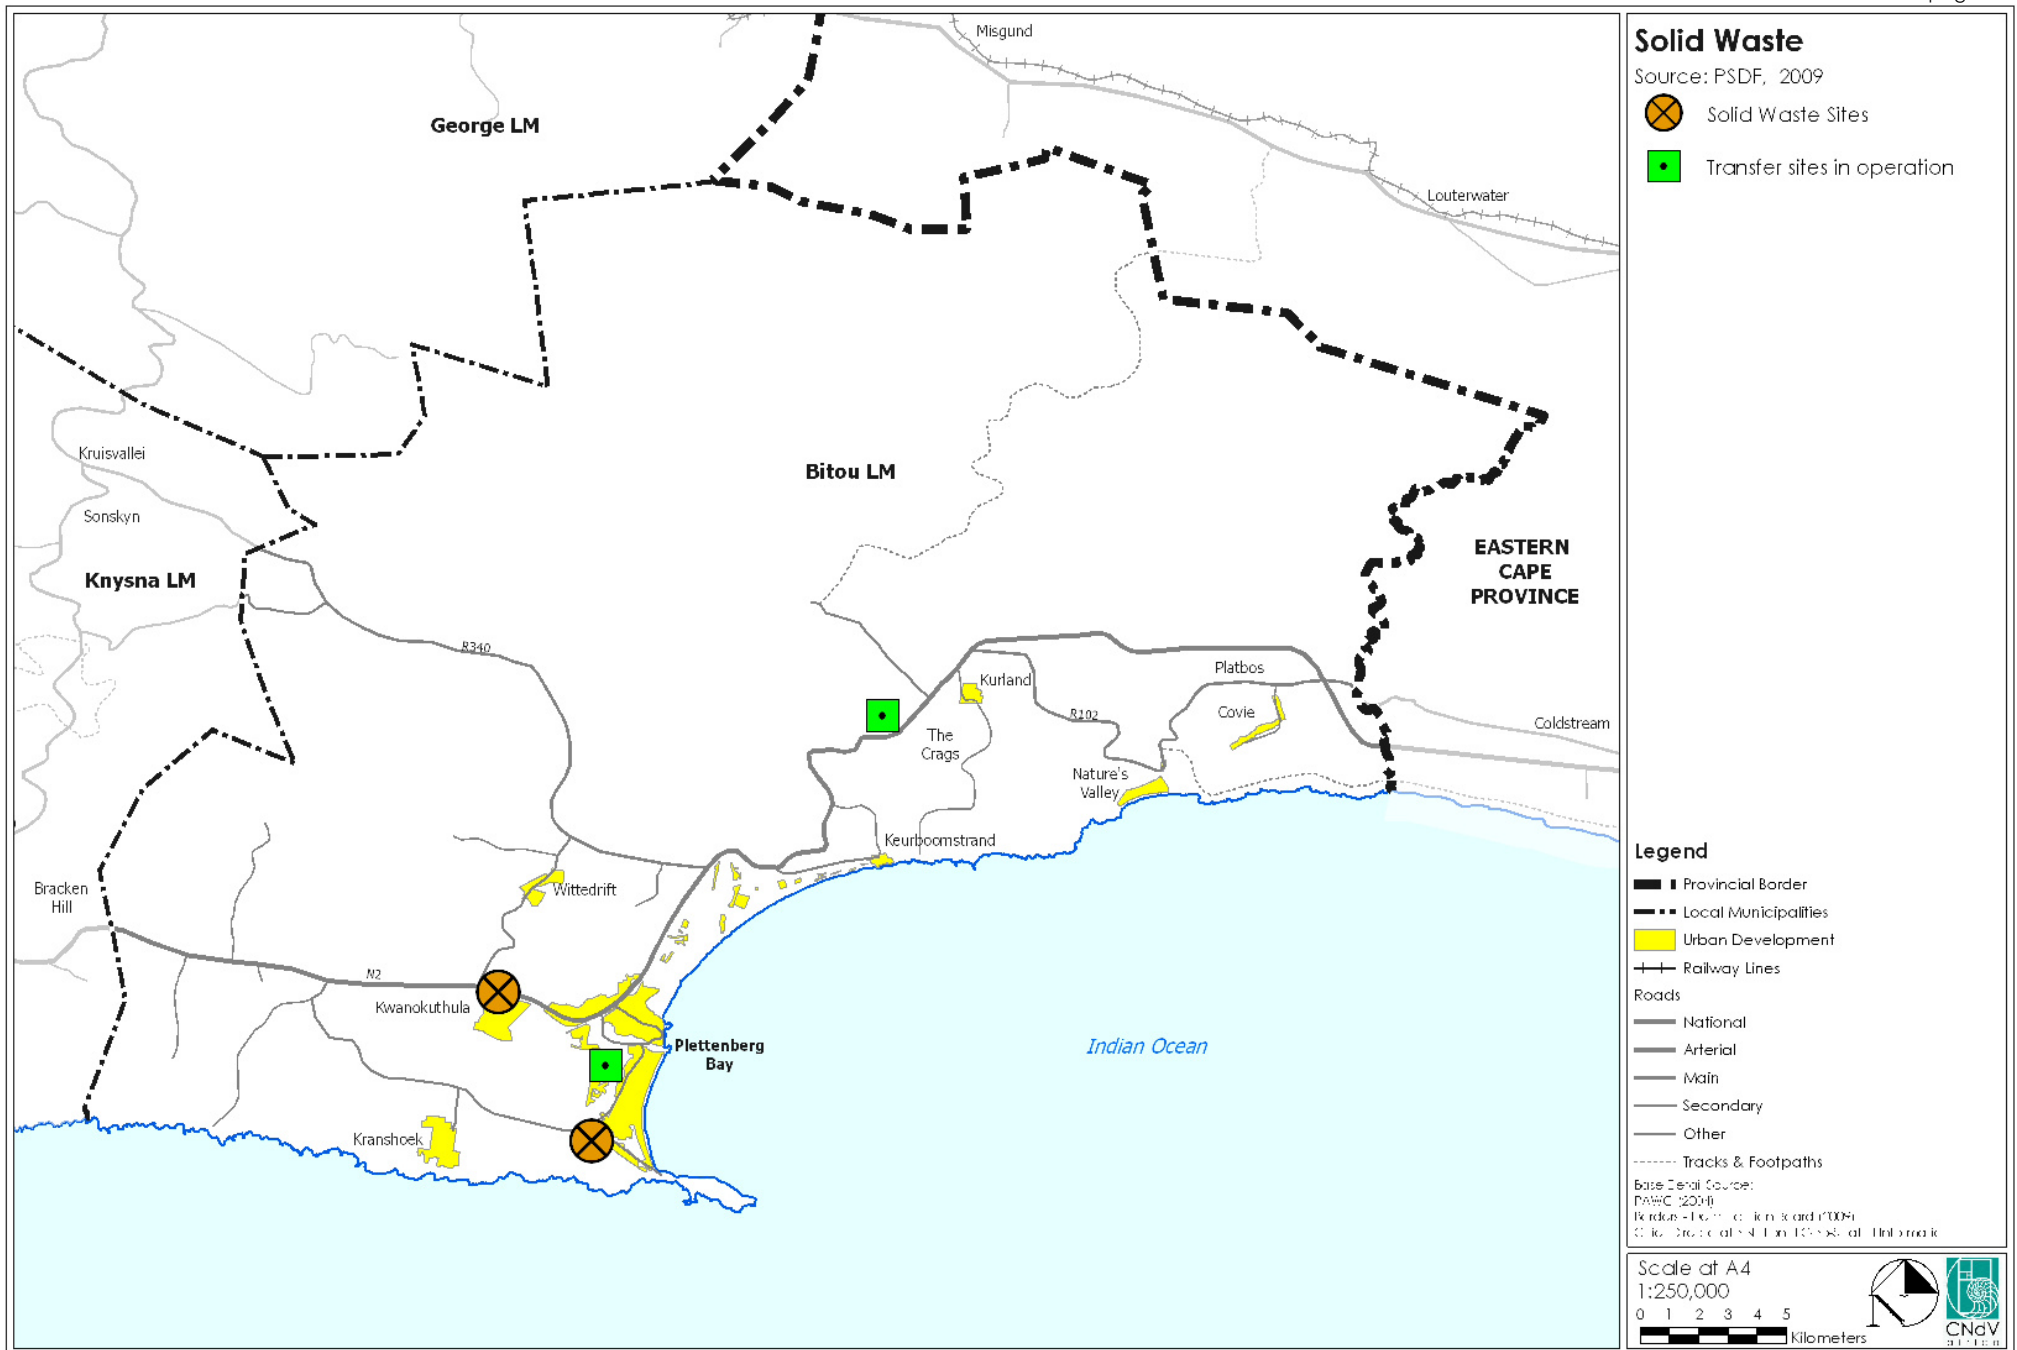 Misgund
George LM
Louterwater
Kruisvallei
Bitou LM
Sonskyn
EASTERN
CAPE
PROVINCE
Knysna LM
R340
Platbos
Kurland
Covie
R102
Coldstream
The
Crags
Nature's
Valley
Keurboomstrand
Bracken
Hill
Wittedrift
N2
Kwanokuthula
Plettenberg
Bay
Indian Ocean
Kranshoek
Solid Waste
Source: PSDF, 2009
Solid Waste Sites
Transfer sites in operation
Legend
Provincial Border
Local Municipalities
Urban Development
Railway Lines
Roads
National
Arterial
Main
Secondary
Other
Tracks & Footpaths
Scale at A4
1:250,000
0 1 2 3 4 5
Kilometers
N
CNdV